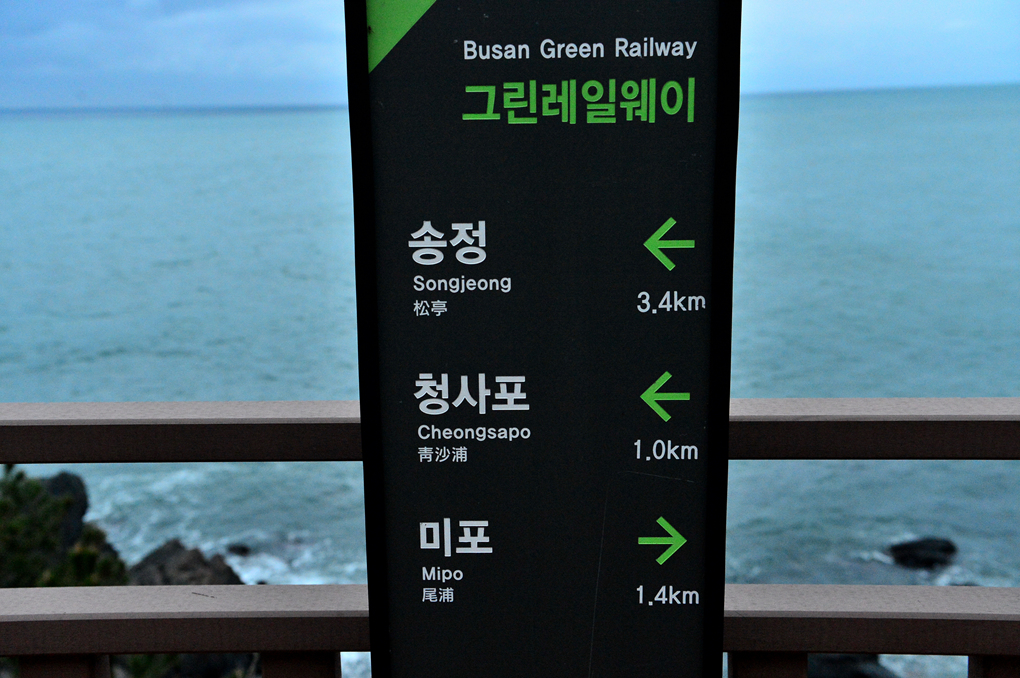 Busan Green Railway
그린레일웨이
송정
Songjeong
松亭
←
3.4km
청사포
Cheongsapo
靑沙浦
←
1.0km
미포
Mipo
尾浦
→
1.4km